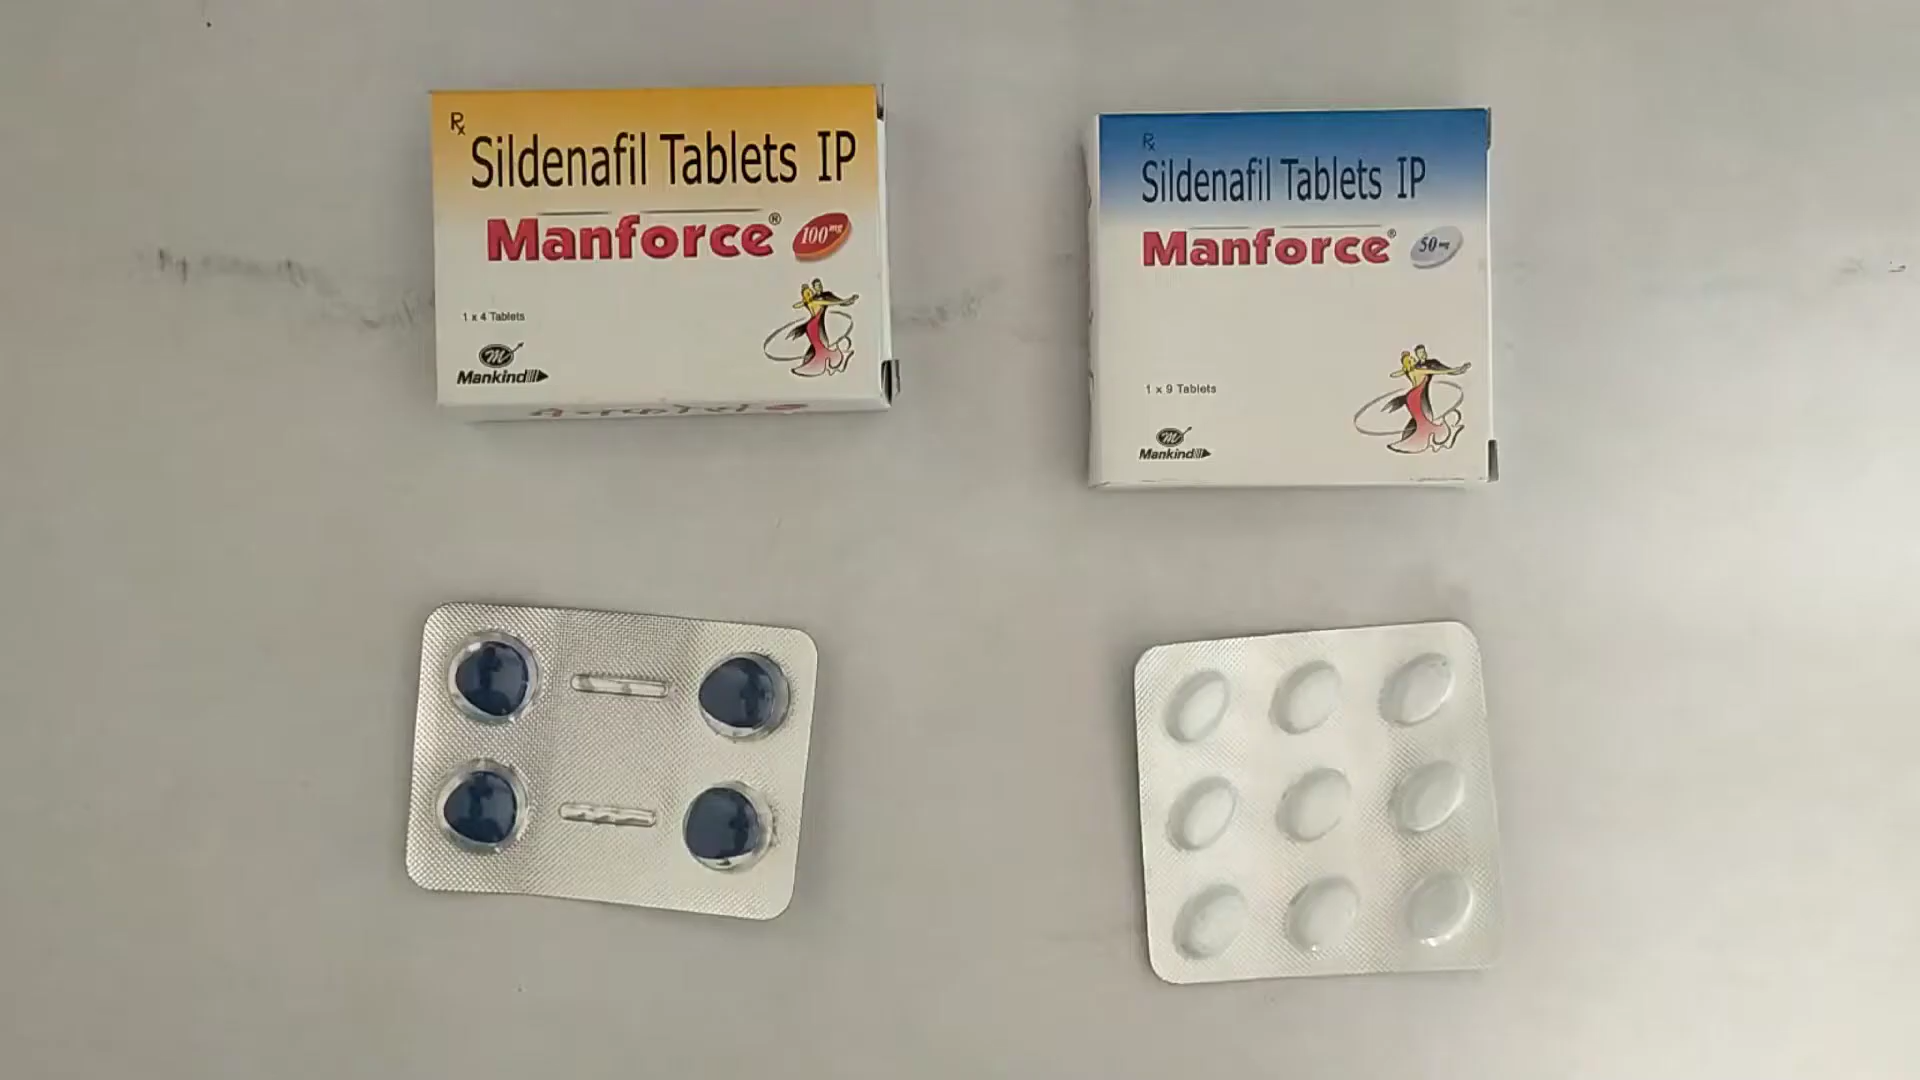 Rx
Sildenafil Tablets IP
Manforce® 100mg
1 x 4 Tablets
M
Mankind
Rx
Sildenafil Tablets IP
Manforce® 50mg
1 x 9 Tablets
M
Mankind